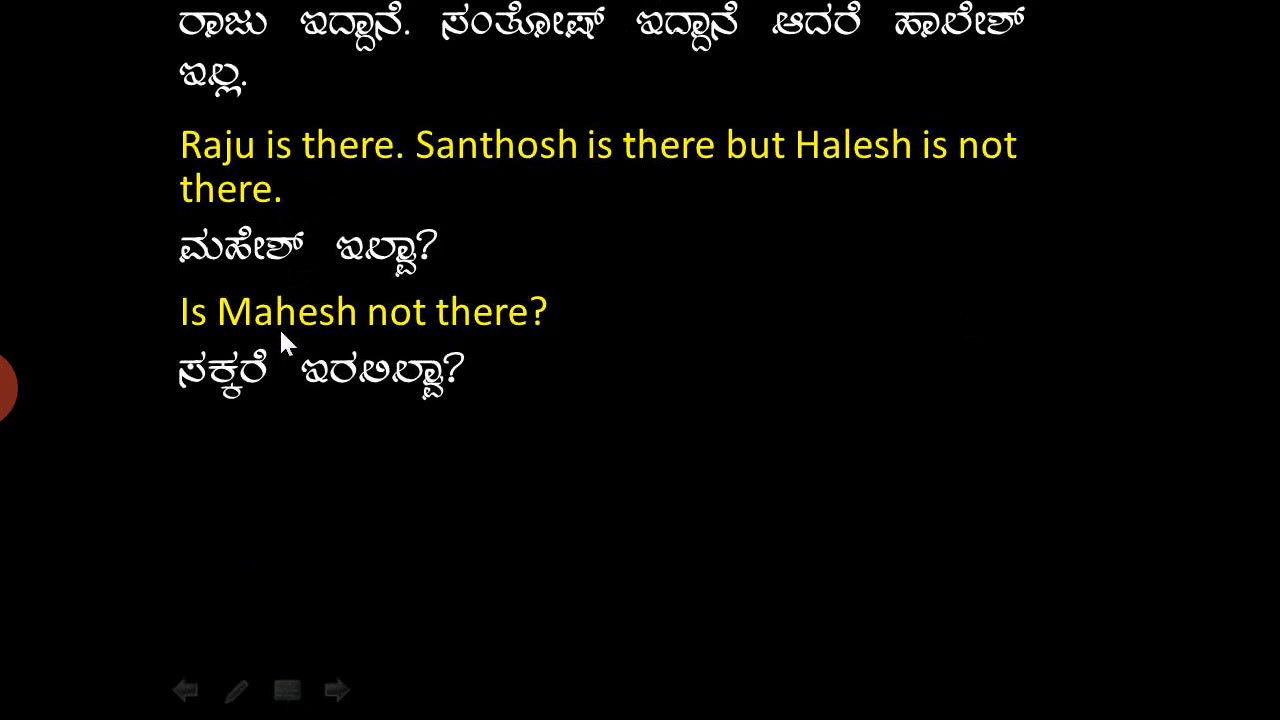 ರಾಜು ಇದ್ದಾನೆ. ಸಂತೋಷ್ ಇದ್ದಾನೆ ಆದರೆ ಹಾಲೇಶ್
ಇಲ್ಲ.
Raju is there. Santhosh is there but Halesh is not
there.
ಮಹೇಶ್ ಇಲ್ವಾ?
Is Mahesh not there?
ಸಕ್ಕರೆ ಇರಲಿಲ್ವಾ?